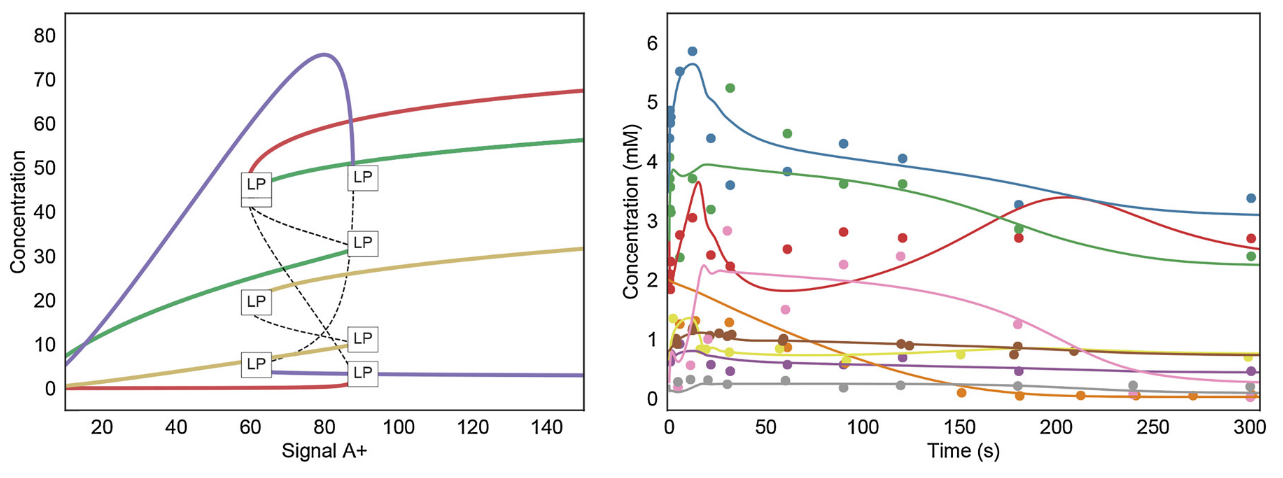 80
70
60
50
40
30
20
10
0
Concentration
LP
LP
LP
LP
LP
LP
LP
20 40 60 80 100 120 140
Signal A+
6
5
4
3
2
1
0
Concentration (mM)
0 50 100 150 200 250 300
Time (s)